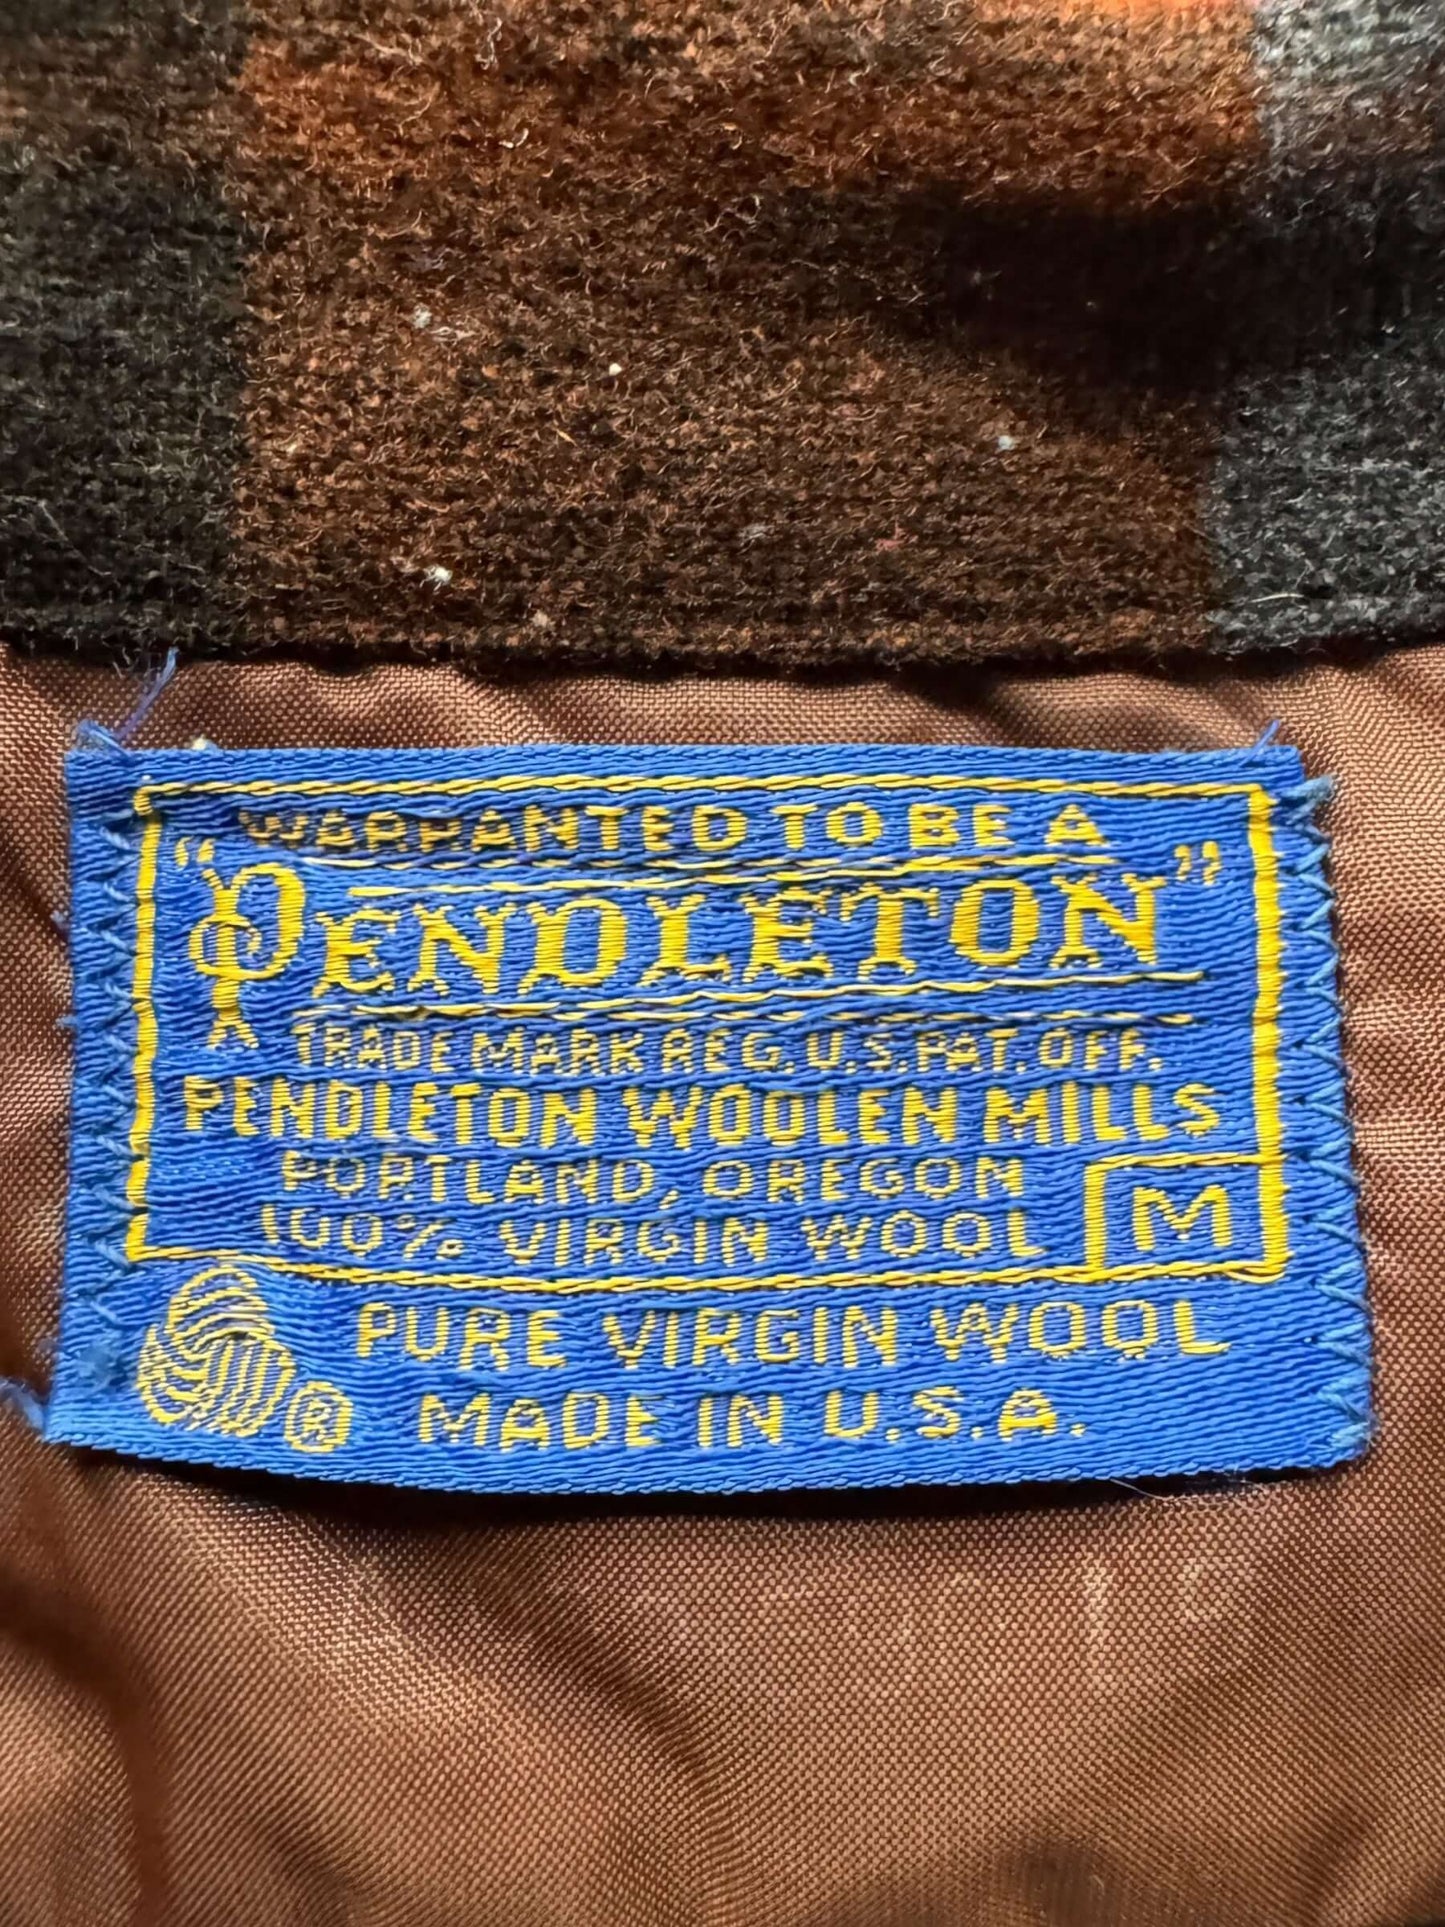 WARRANTED TO BE A
"PENDLETON"
TRADE MARK REG. U.S. PAT. OFF.
PENDLETON WOOLEN MILLS
PORTLAND, OREGON
100% VIRGIN WOOL
M
PURE VIRGIN WOOL
® MADE IN U.S.A.